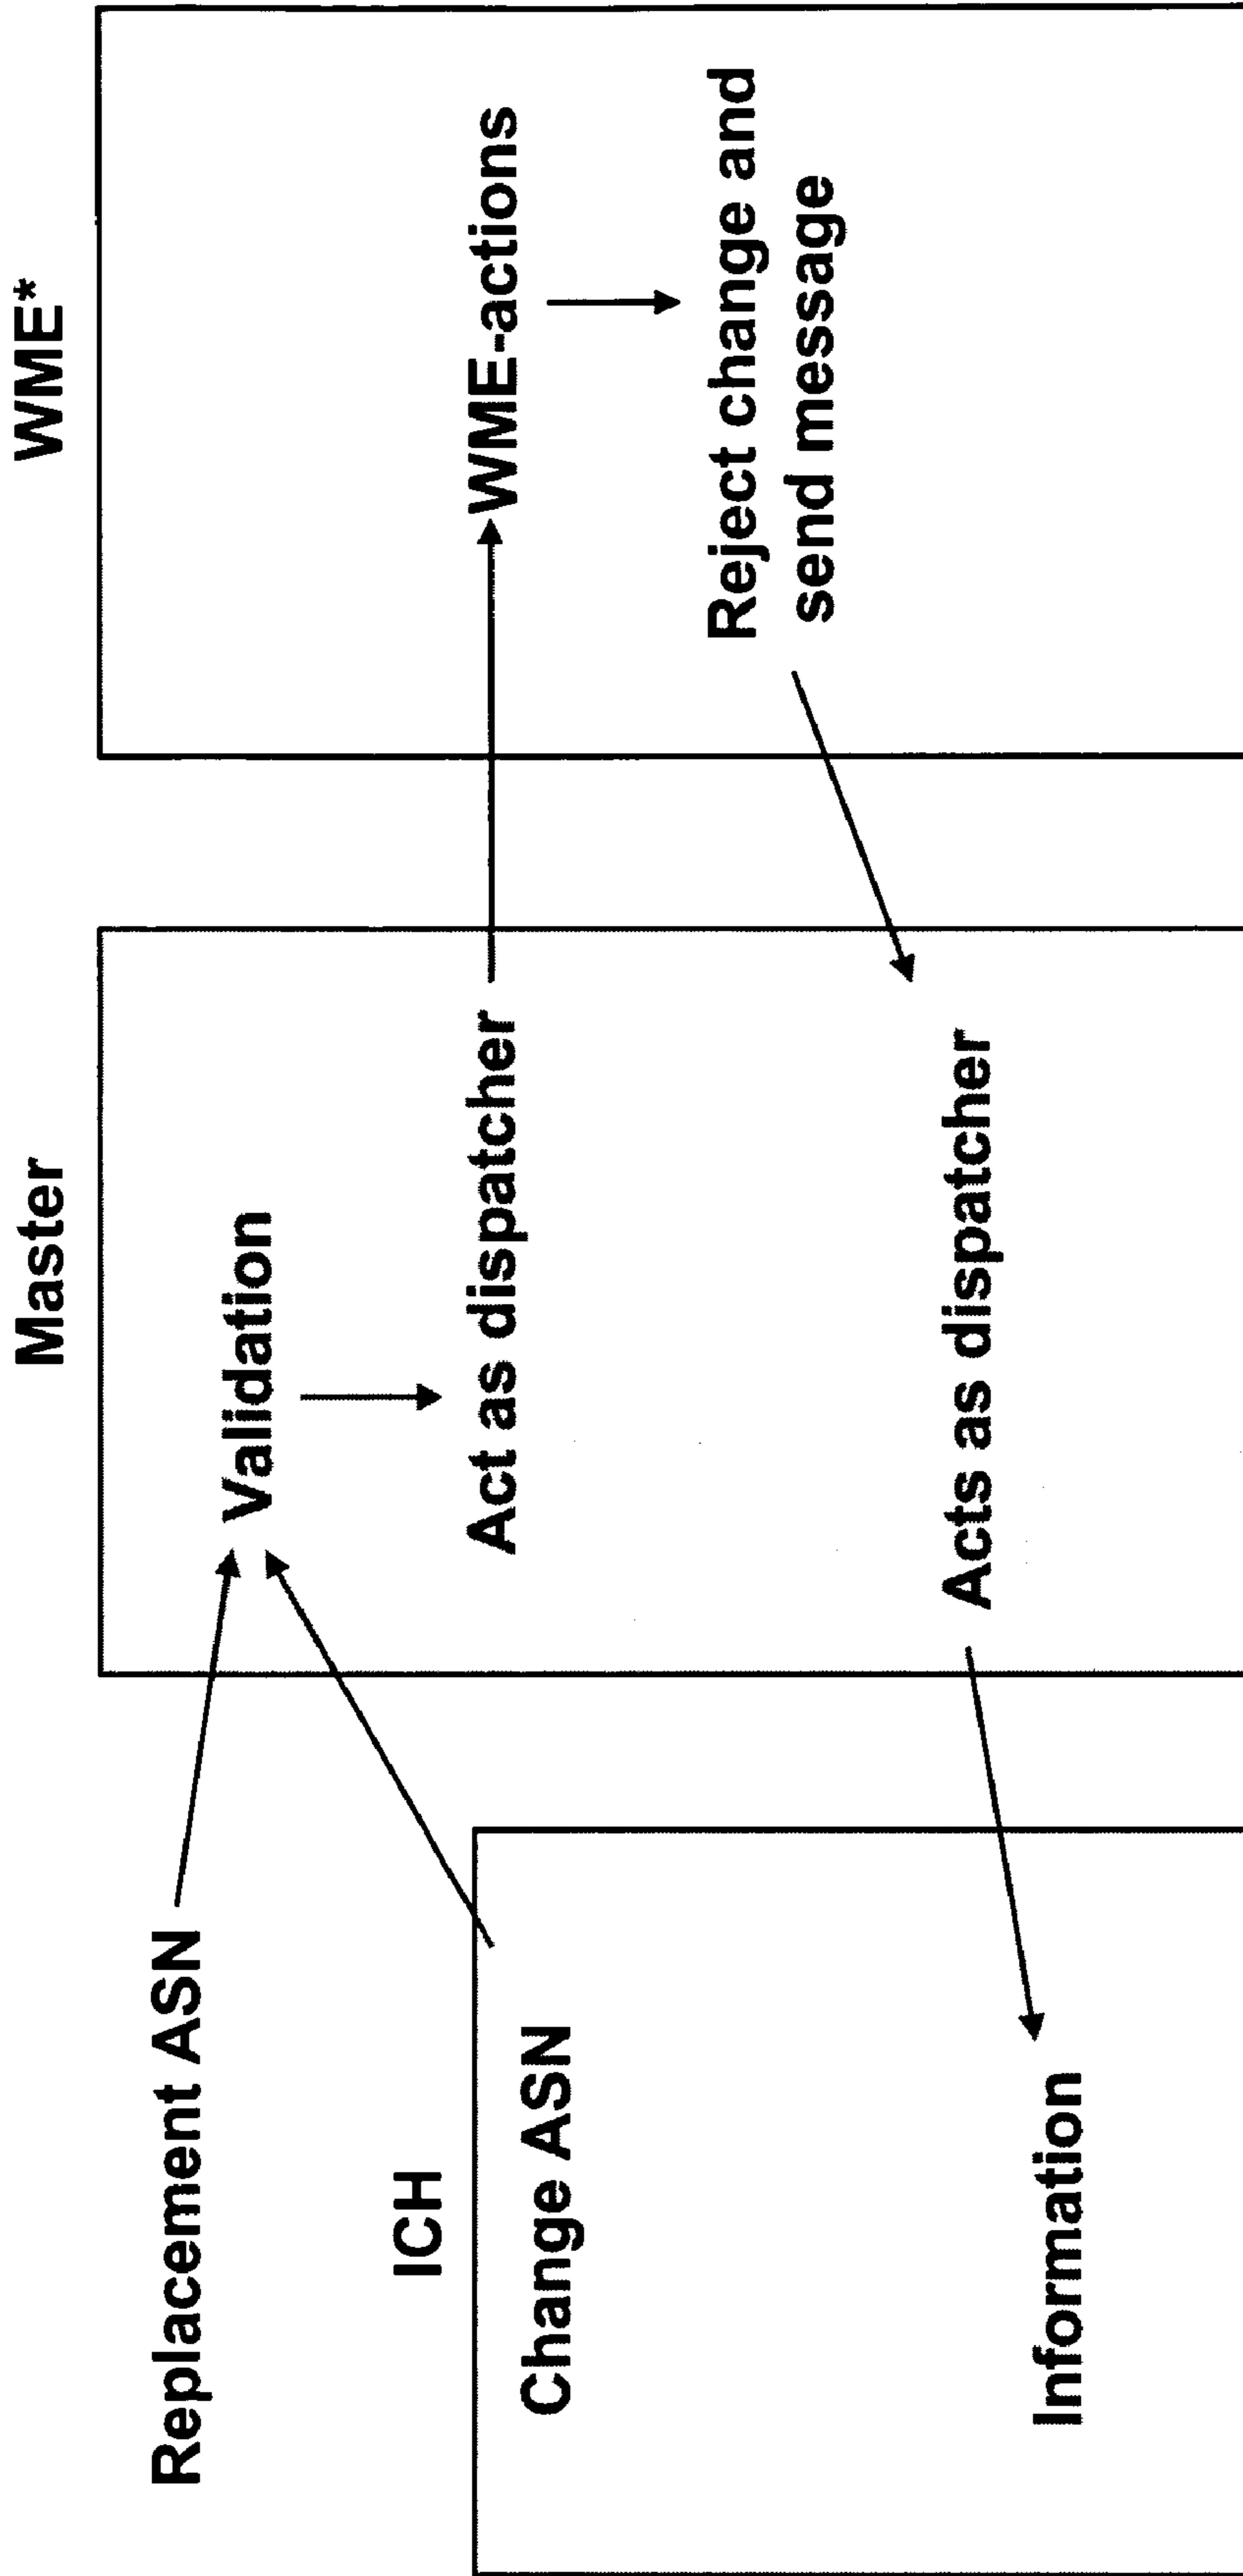 Replacement ASN
ICH
Change ASN
Information
Master
Validation
Act as dispatcher
Acts as dispatcher
WME*
WME-actions
Reject change and
send message